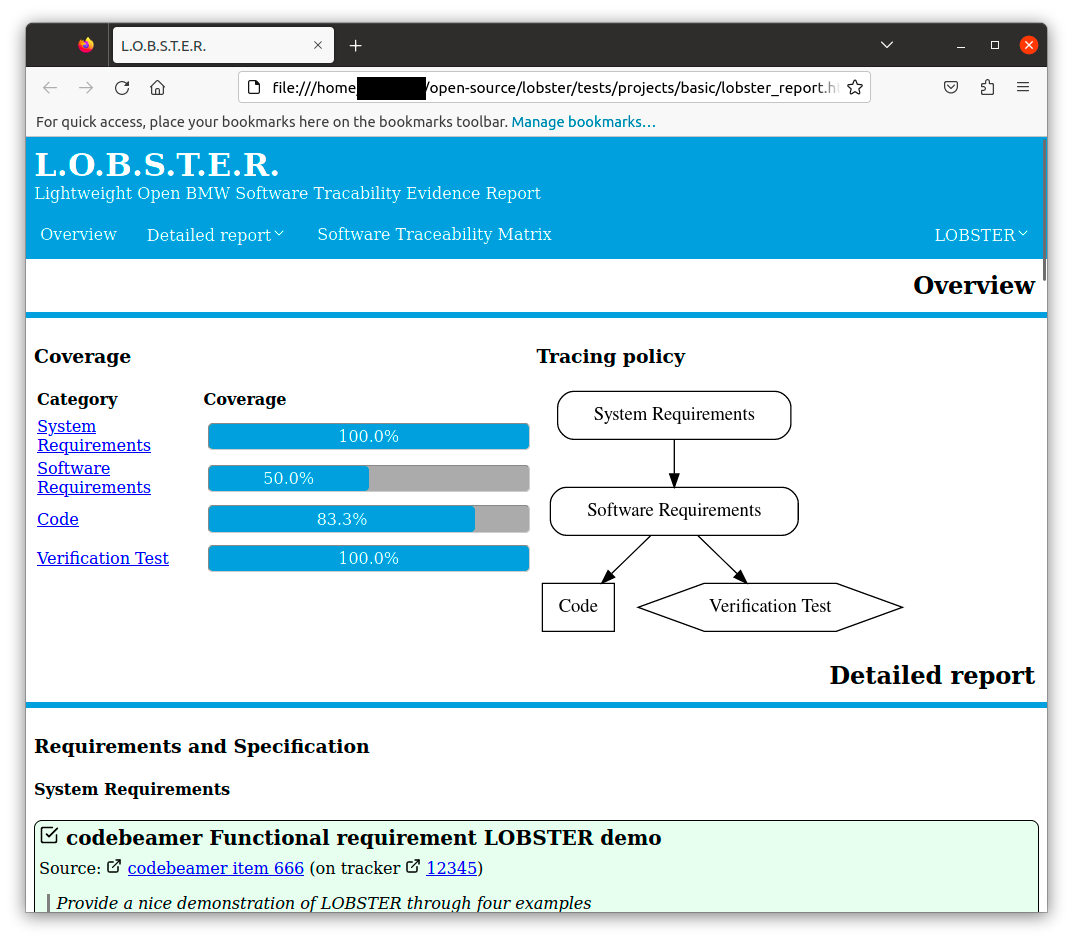 L.O.B.S.T.E.R.
file:///home/ /open-source/lobster/tests/projects/basic/lobster_report.h
For quick access, place your bookmarks here on the bookmarks toolbar. Manage bookmarks…
L.O.B.S.T.E.R.
Lightweight Open BMW Software Tracability Evidence Report
Overview Detailed report Software Traceability Matrix LOBSTER
Overview
Coverage
Category Coverage
System
Requirements
100.0%
Software
Requirements
50.0%
Code 83.3%
Verification Test 100.0%
Tracing policy
System Requirements
Software Requirements
Code Verification Test
Detailed report
Requirements and Specification
System Requirements
codebeamer Functional requirement LOBSTER demo
Source: codebeamer item 666 (on tracker 12345)
Provide a nice demonstration of LOBSTER through four examples